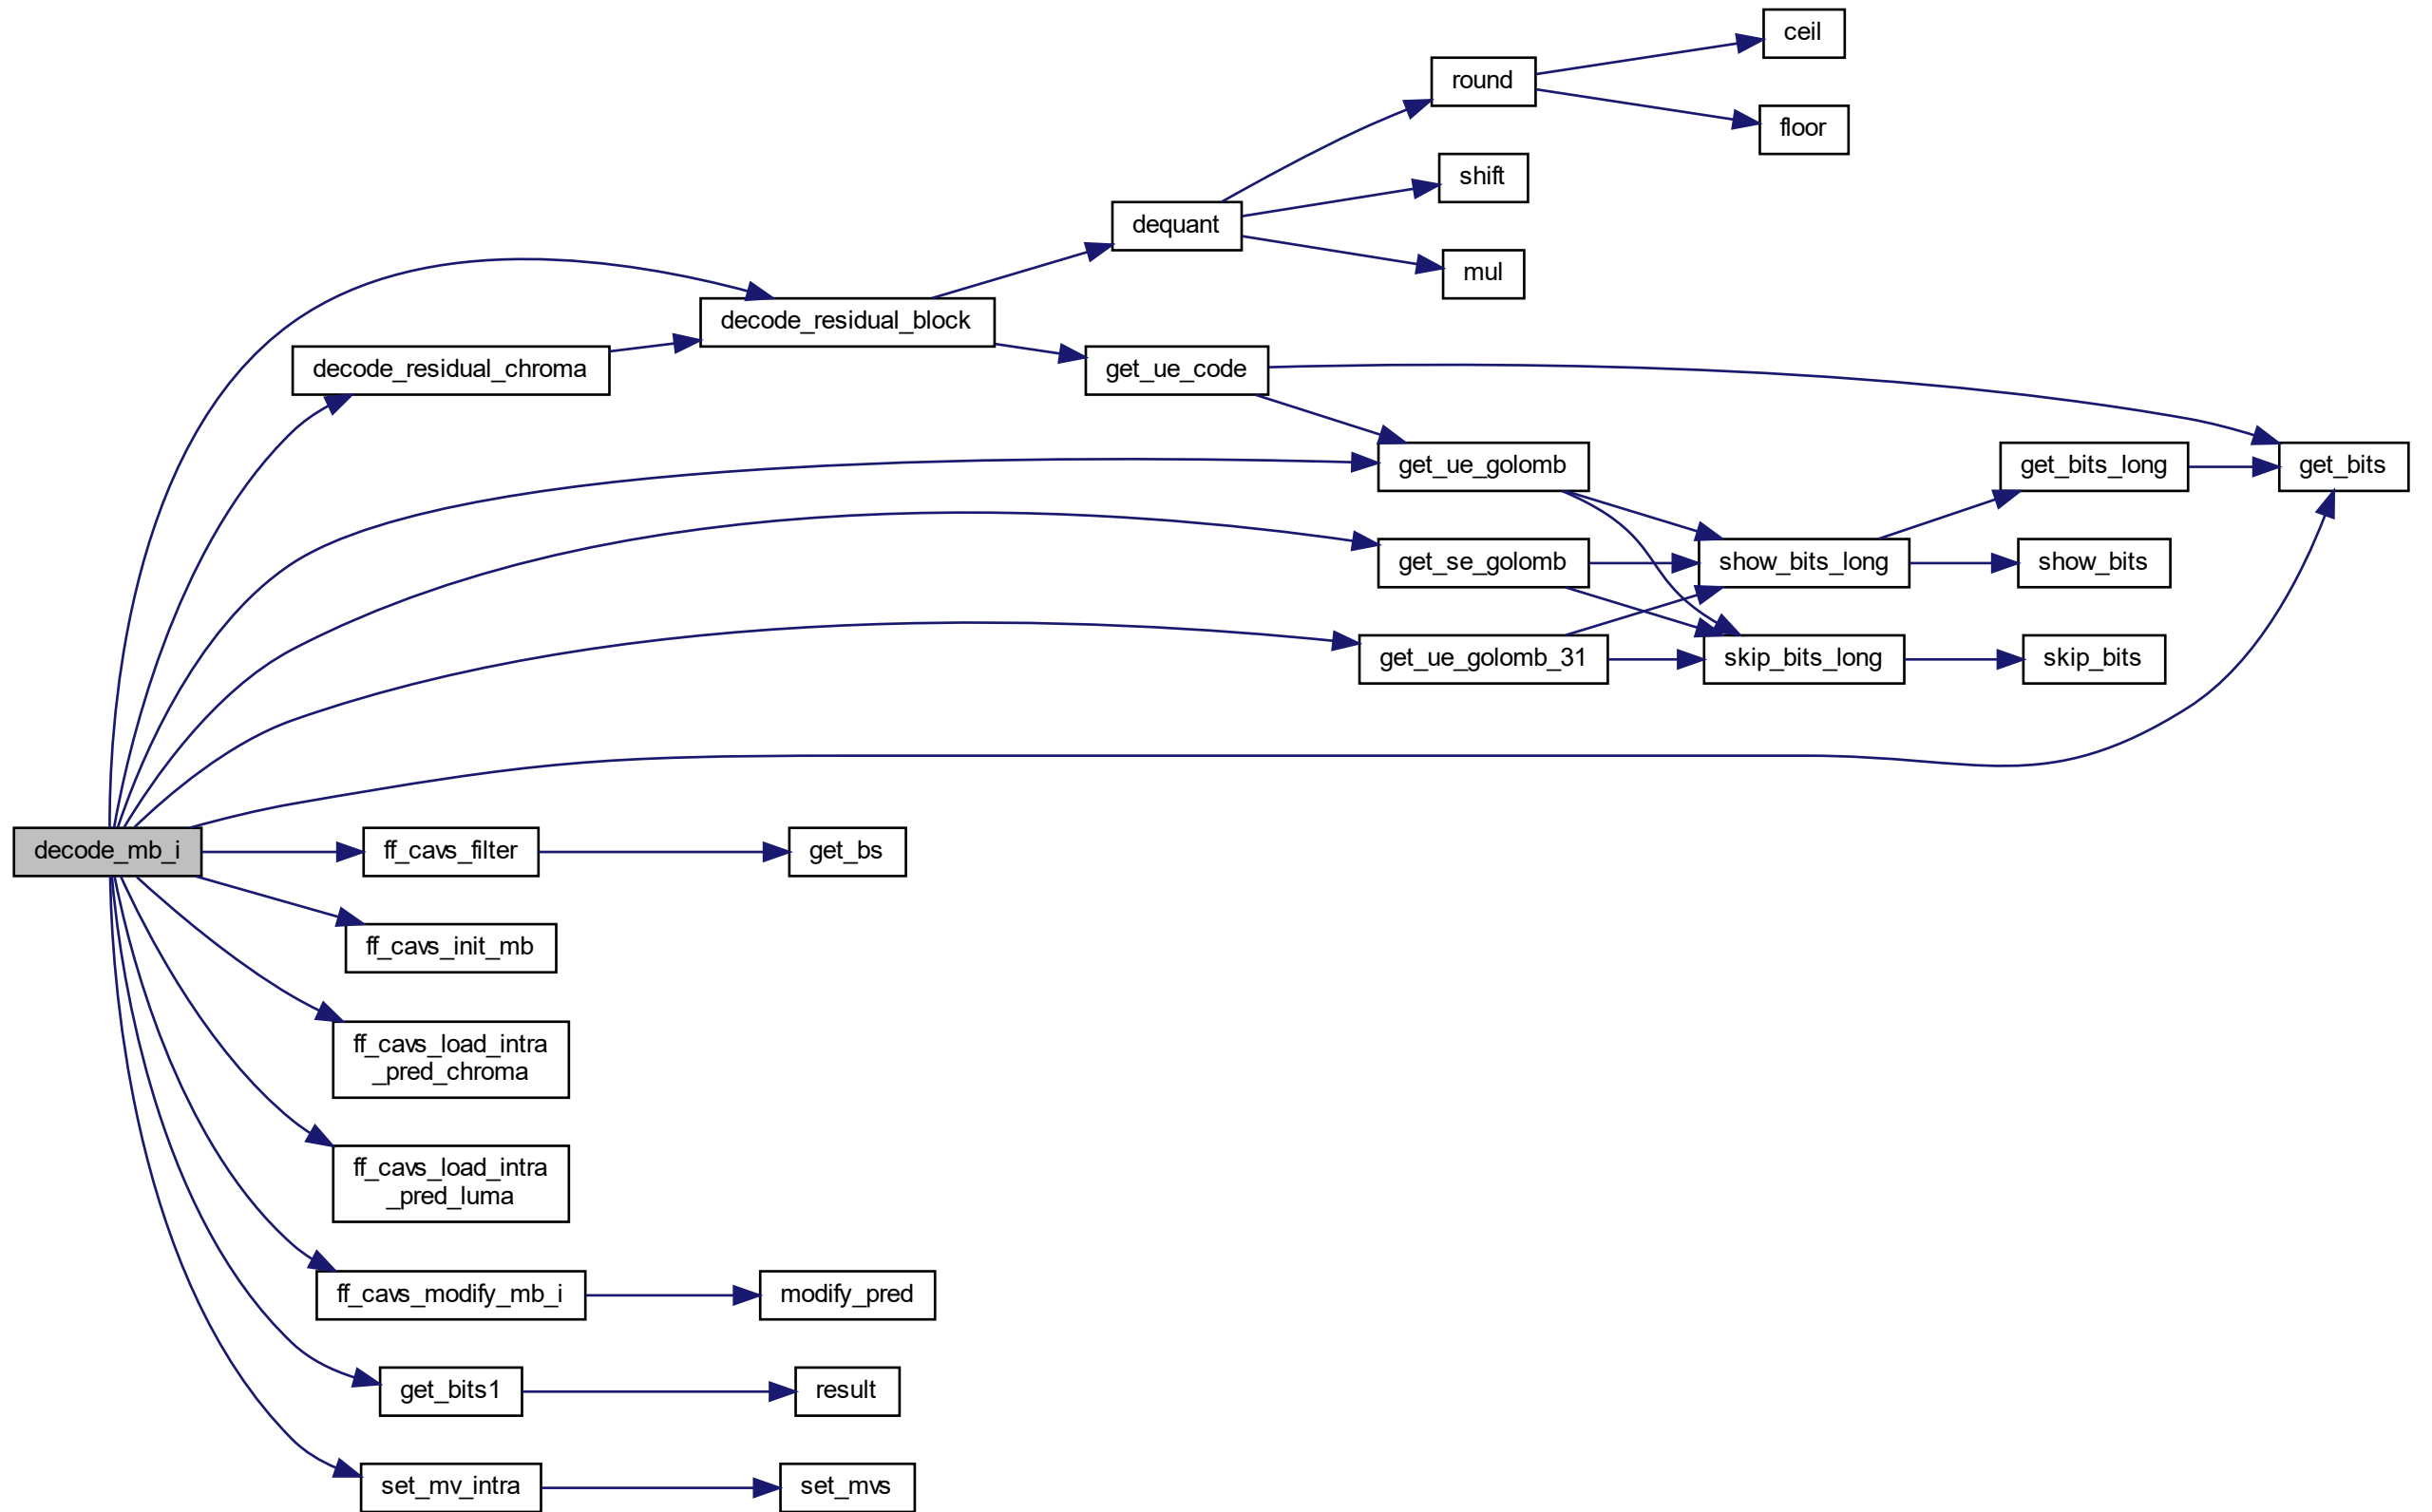 ceil
round
floor
shift
dequant
mul
decode_residual_block
decode_residual_chroma
get_ue_code
get_ue_golomb
get_bits_long
get_bits
get_se_golomb
show_bits_long
show_bits
get_ue_golomb_31
skip_bits_long
skip_bits
decode_mb_i
ff_cavs_filter
get_bs
ff_cavs_init_mb
ff_cavs_load_intra
_pred_chroma
ff_cavs_load_intra
_pred_luma
ff_cavs_modify_mb_i
modify_pred
get_bits1
result
set_mv_intra
set_mvs